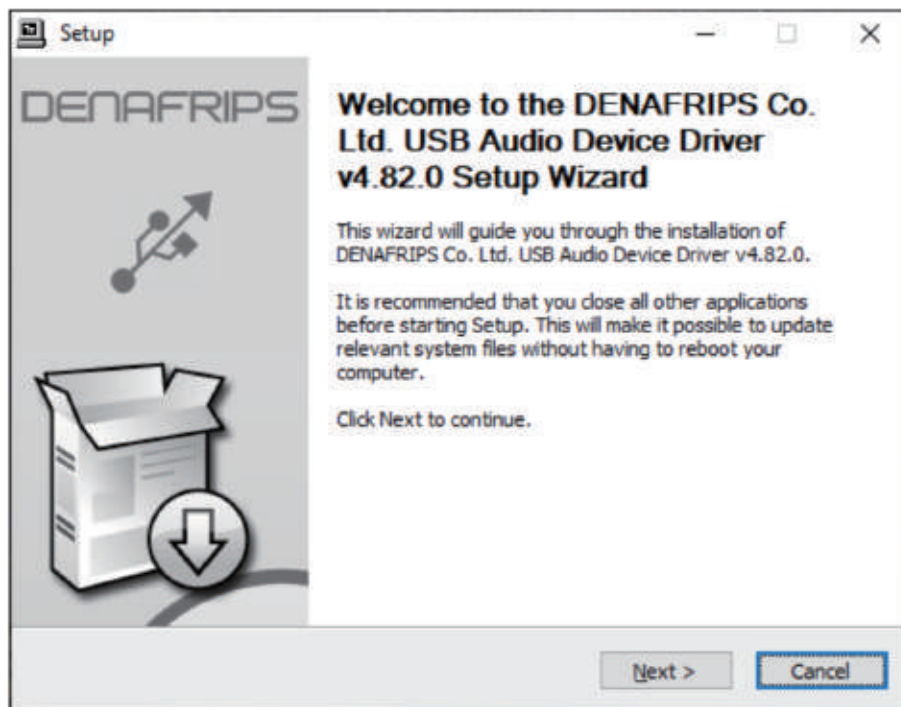 Setup
DENAFRIPS
Welcome to the DENAFRIPS Co.
Ltd. USB Audio Device Driver
v4.82.0 Setup Wizard
This wizard will guide you through the installation of
DENAFRIPS Co. Ltd. USB Audio Device Driver v4.82.0.
It is recommended that you close all other applications
before starting Setup. This will make it possible to update
relevant system files without having to reboot your
computer.
Click Next to continue.
Next >
Cancel